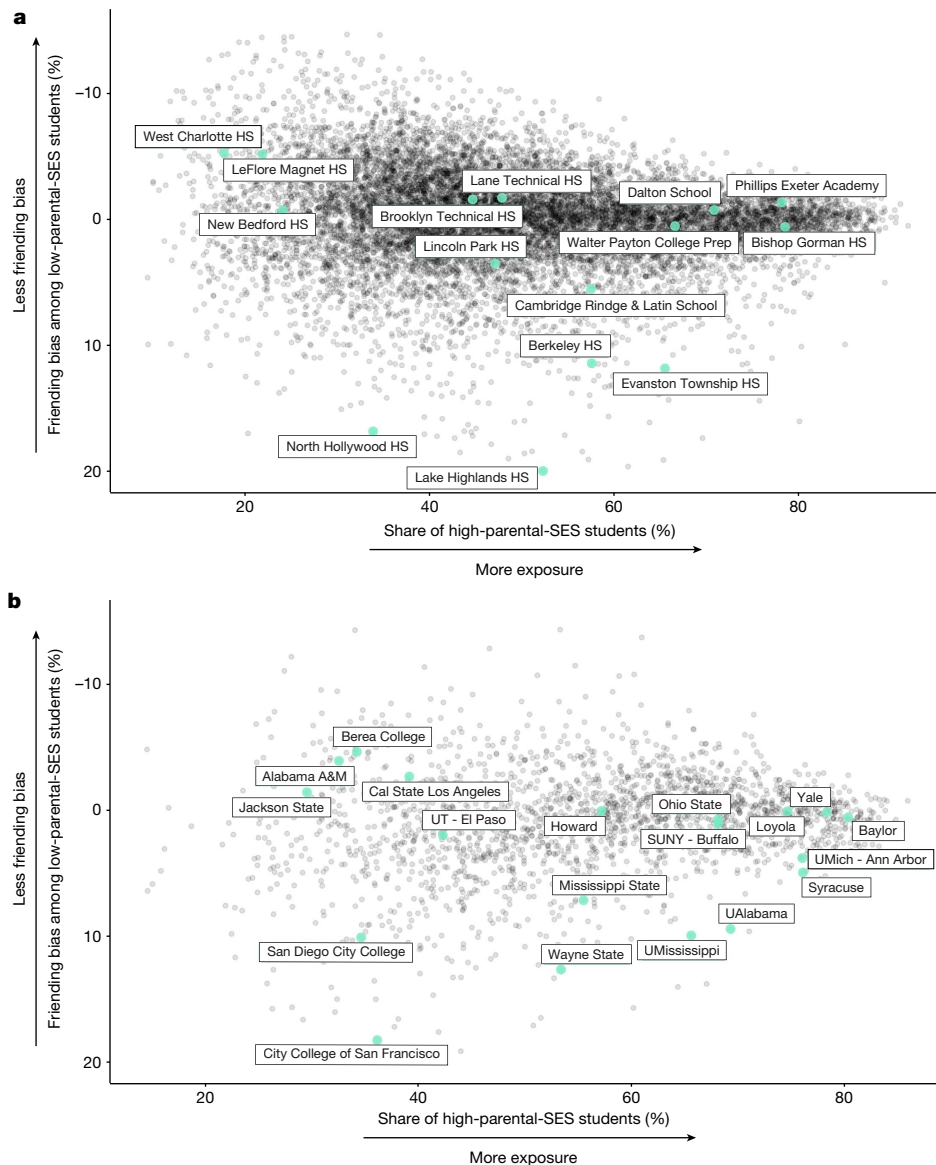 a
Less friending bias
Friending bias among low-parental-SES students (%)
–10
0
10
20
West Charlotte HS
LeFlore Magnet HS
New Bedford HS
Lane Technical HS
Brooklyn Technical HS
Lincoln Park HS
Dalton School
Phillips Exeter Academy
Walter Payton College Prep
Bishop Gorman HS
Cambridge Rindge & Latin School
Berkeley HS
Evanston Township HS
North Hollywood HS
Lake Highlands HS
20
40
60
80
Share of high-parental-SES students (%)
More exposure
b
Less friending bias
Friending bias among low-parental-SES students (%)
–10
0
10
20
Berea College
Alabama A&M
Cal State Los Angeles
Jackson State
UT - El Paso
Howard
Ohio State
Yale
SUNY - Buffalo
Loyola
Baylor
UMich - Ann Arbor
Syracuse
Mississippi State
UAlabama
San Diego City College
Wayne State
UMississippi
City College of San Francisco
20
40
60
80
Share of high-parental-SES students (%)
More exposure